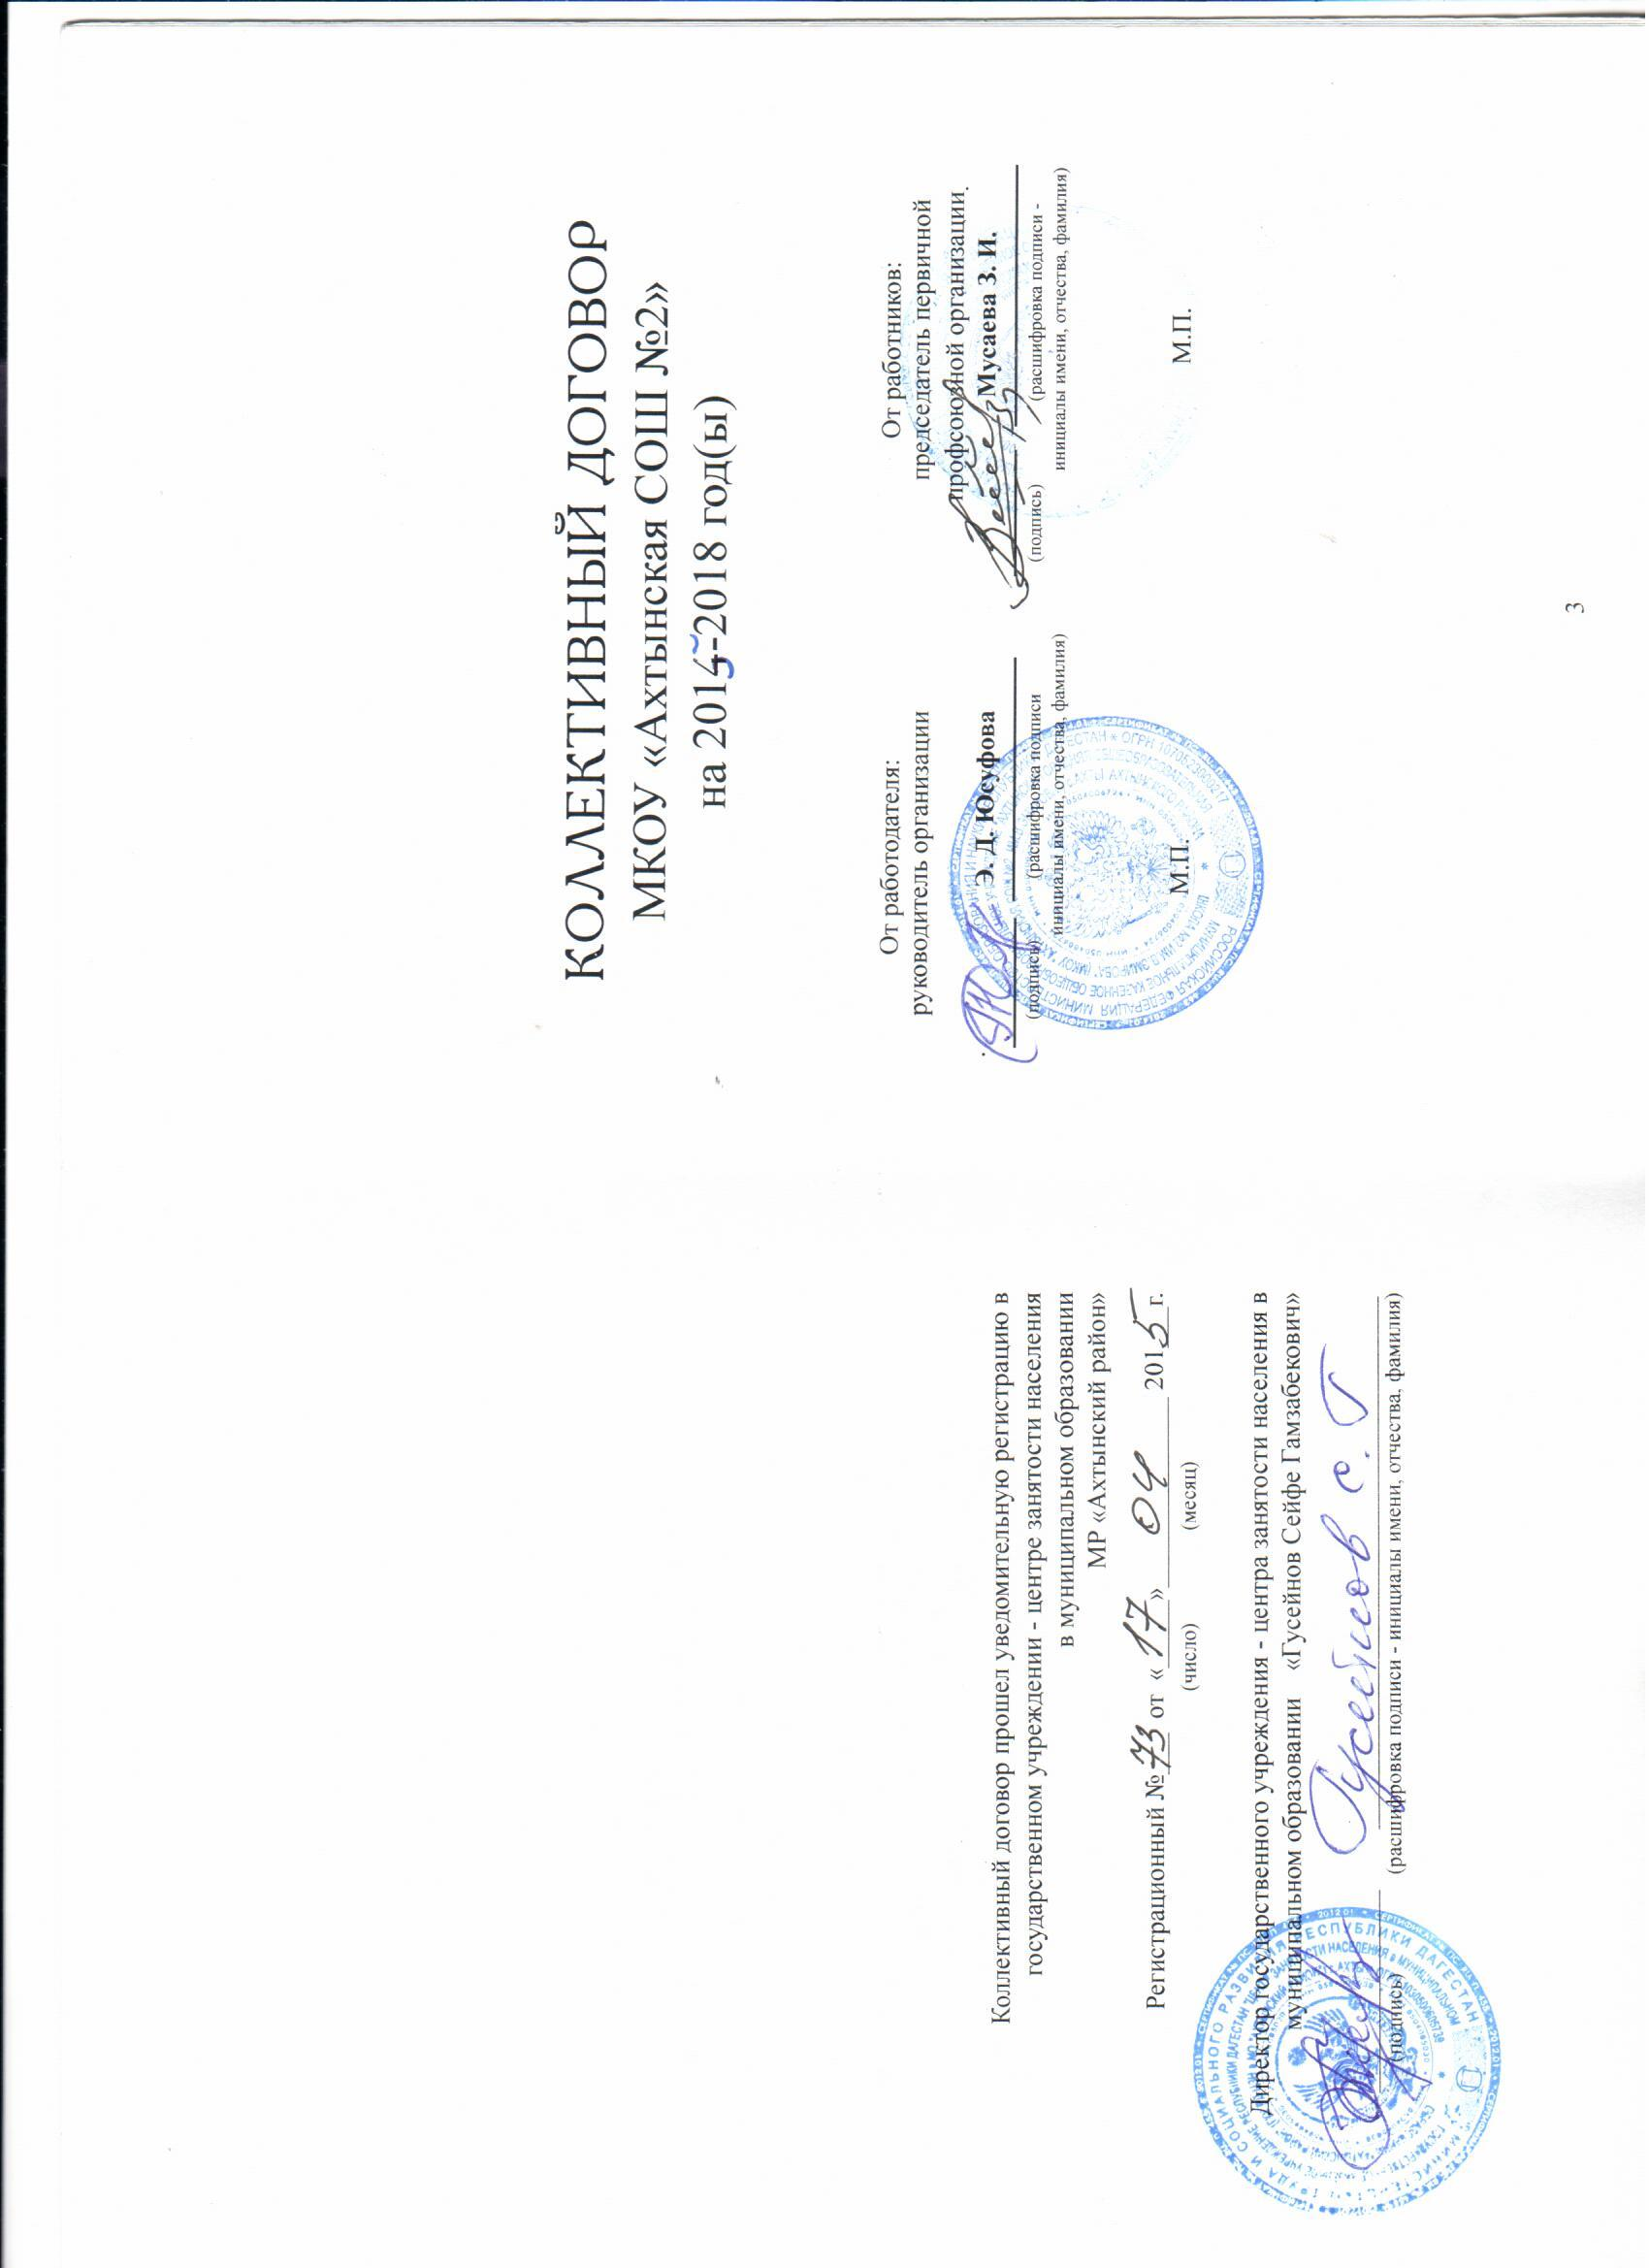 Коллективный договор прошел уведомительную регистрацию в
государственном учреждении - центре занятости населения
в муниципальном образовании
МР «Ахтынский район»
Регистрационный №73 от «17» 04 2015 г.
(число) (месяц)
Директор государственного учреждения - центра занятости населения в
муниципальном образовании «Гусейнов Сейфе Гамзабекович»
Гусейнов С. Г
(подпись) (расшифровка подписи - инициалы имени, отчества, фамилия)
КОЛЛЕКТИВНЫЙ ДОГОВОР
МКОУ «Ахтынская СОШ №2»
на 2015-2018 год(ы)
От работодателя:
руководитель организации
Э. Д. Юсуфова
(подпись) (расшифровка подписи
инициалы имени, отчества, фамилия)
М.П.
От работников:
председатель первичной
профсоюзной организации.
Мусаева З. И.
(подпись) (расшифровка подписи -
инициалы имени, отчества, фамилия)
М.П.
3